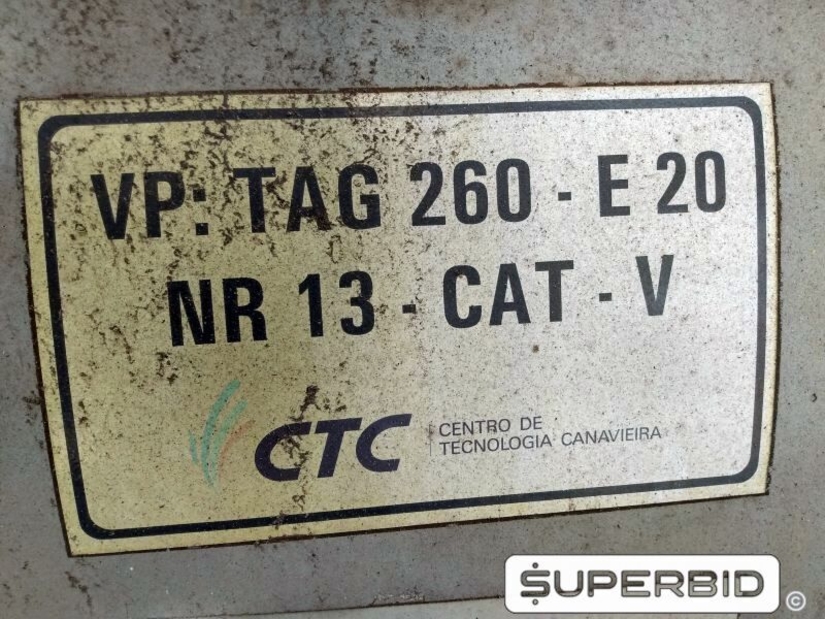 VP: TAG 260 - E 20
NR 13 - CAT - V
CTC
CENTRO DE
TECNOLOGIA CANAVIEIRA
SUPERBID ©